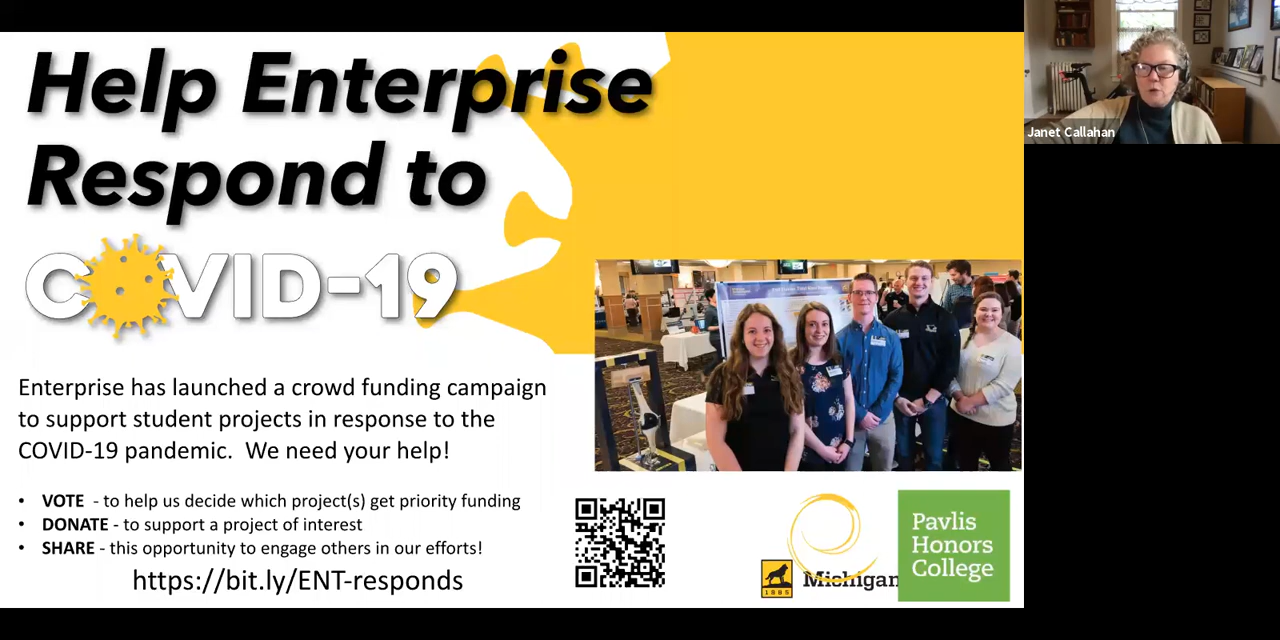 Help Enterprise
Respond to
COVID-19
Enterprise has launched a crowd funding campaign
to support student projects in response to the
COVID-19 pandemic.  We need your help!
• VOTE  - to help us decide which project(s) get priority funding
• DONATE - to support a project of interest
• SHARE - this opportunity to engage others in our efforts!
https://bit.ly/ENT-responds
1885
Michigan
Pavlis
Honors
College
Janet Callahan